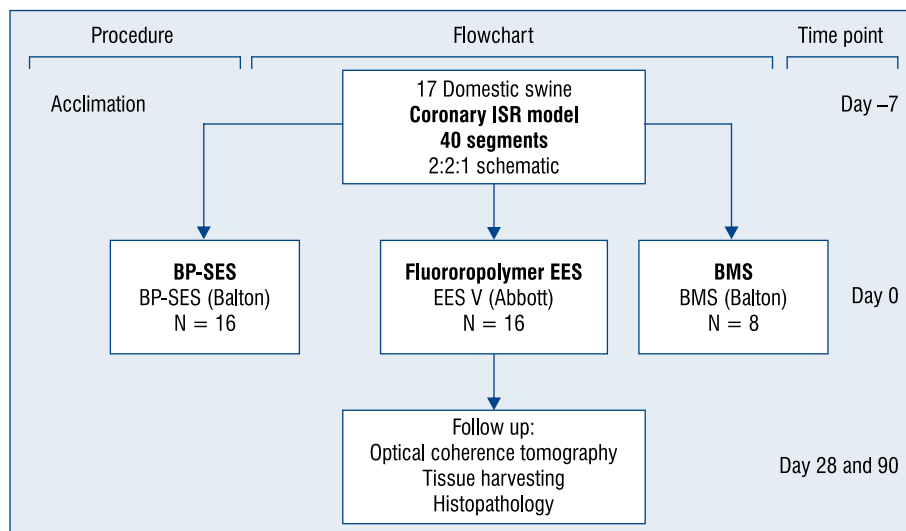 Procedure
Flowchart
Time point
Acclimation
17 Domestic swine
Coronary ISR model
40 segments
2:2:1 schematic
Day –7
BP-SES
BP-SES (Balton)
N = 16
Fluororopolymer EES
EES V (Abbott)
N = 16
BMS
BMS (Balton)
N = 8
Day 0
Follow up:
Optical coherence tomography
Tissue harvesting
Histopathology
Day 28 and 90